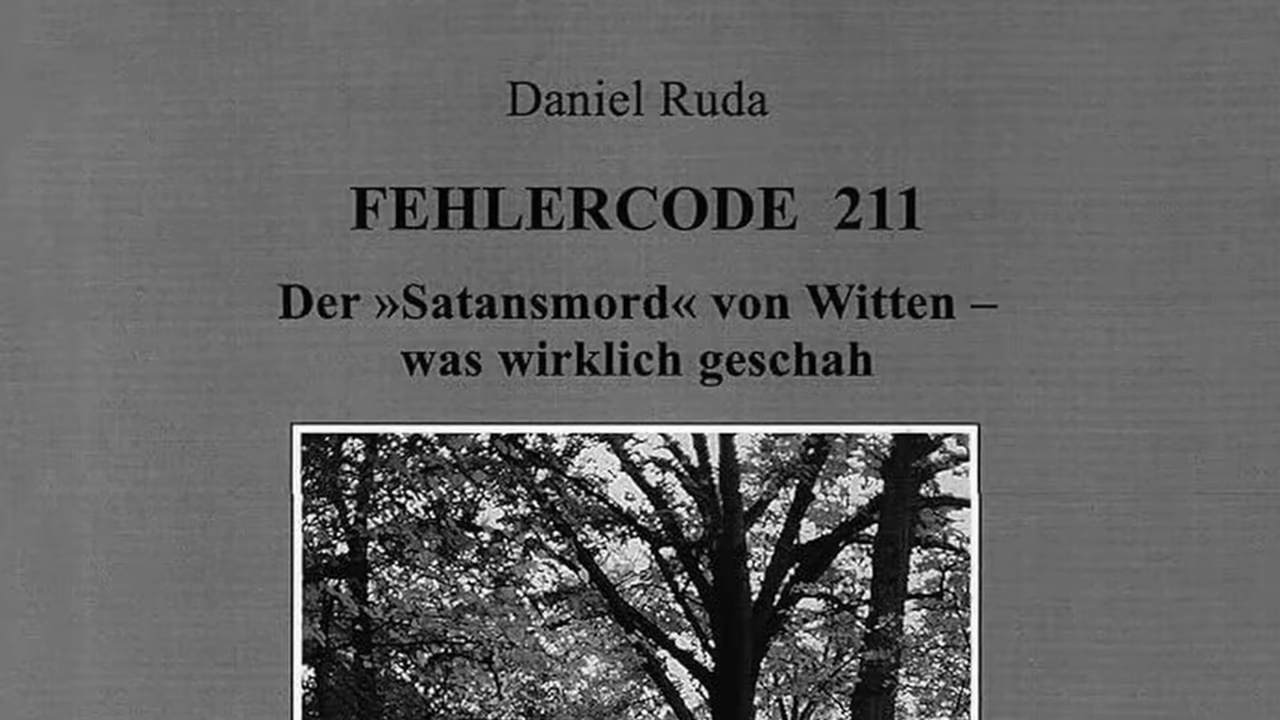 Daniel Ruda
FEHLERCODE 211
Der »Satansmord« von Witten –
was wirklich geschah